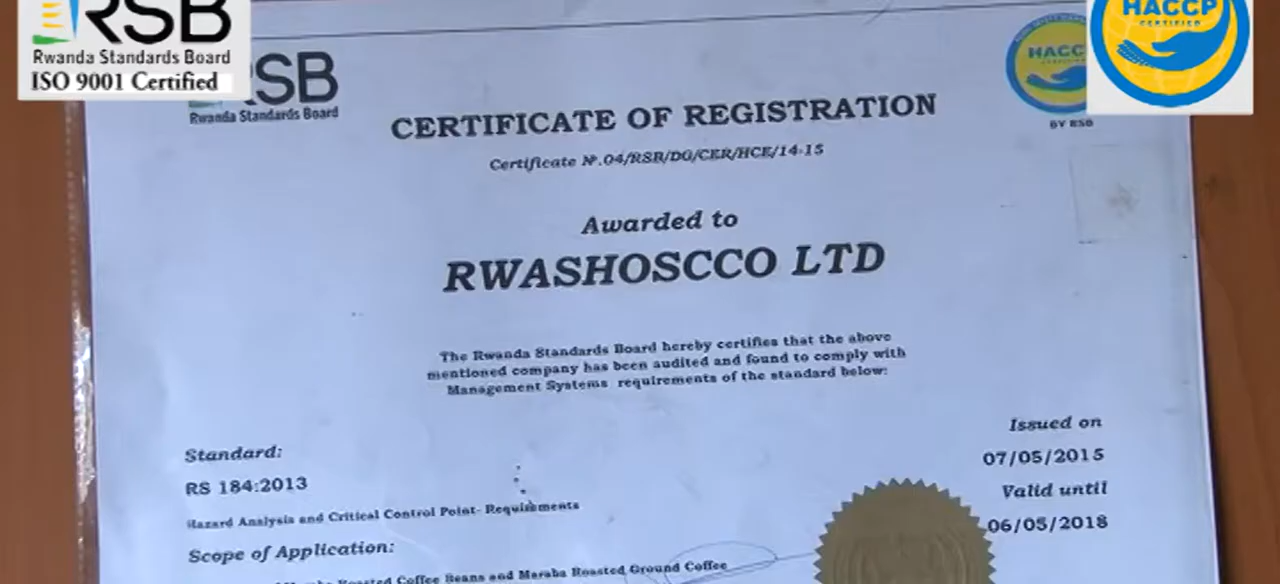 RSB
Rwanda Standards Board
ISO 9001 Certified
HACCP
CERTIFIED
RSB
Rwanda Standards Board
HACC
BY RSB
CERTIFICATE OF REGISTRATION
Certificate Nº.04/RSB/DG/CER/HCE/14-15
Awarded to
RWASHOSCCO LTD
The Rwanda Standards Board hereby certifies that the above
mentioned company has been audited and found to comply with
Management Systems requirements of the standard below:
Issued on
07/05/2015
Valid until
06/05/2018
Standard:
RS 184:2013
Hazard Analysis and Critical Control Point- Requirements
Scope of Application:
Roasted Coffee Beans and Maraba Roasted Ground Coffee